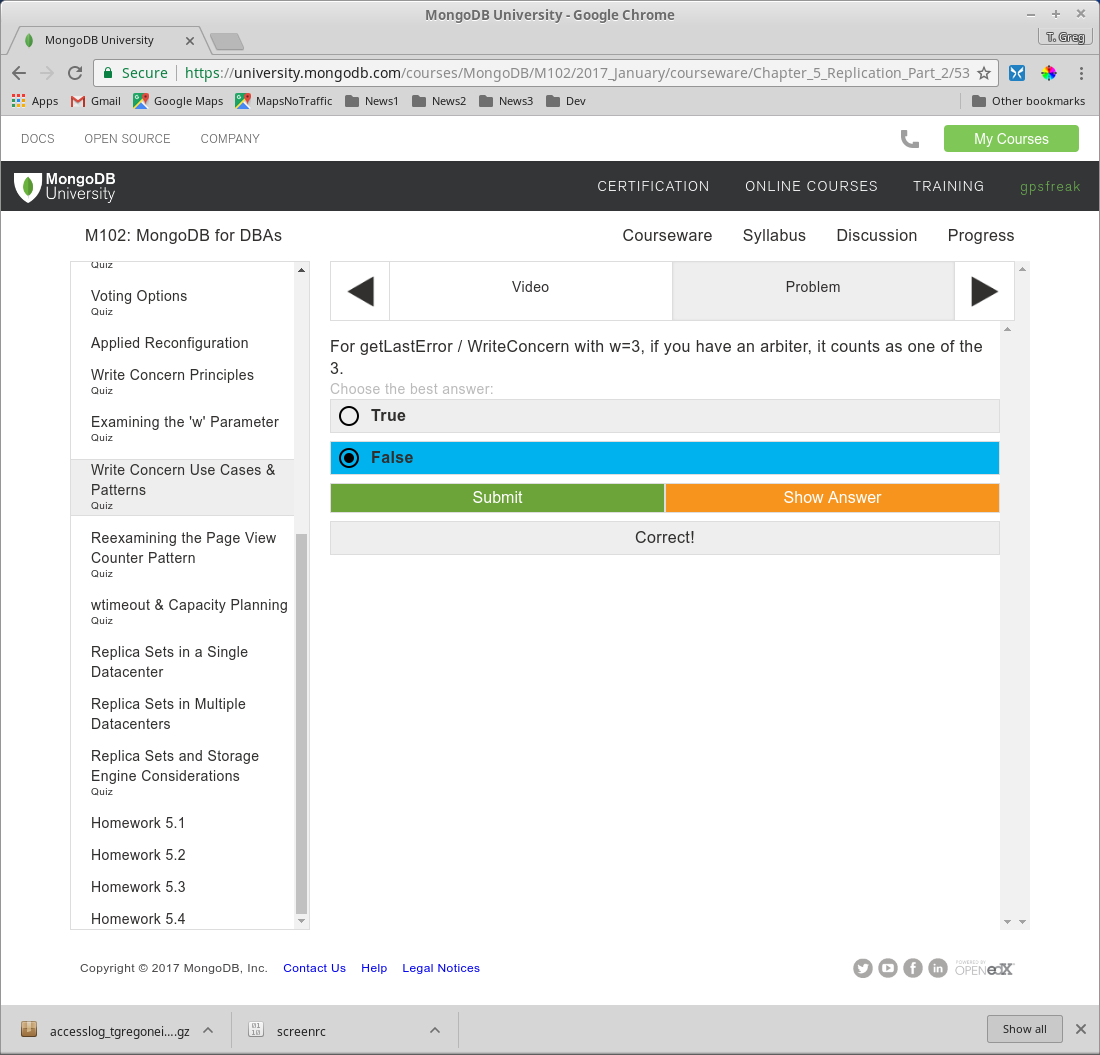 MongoDB University - Google Chrome
MongoDB University
T. Greg
Secure https://university.mongodb.com/courses/MongoDB/M102/2017_January/courseware/Chapter_5_Replication_Part_2/53
Apps Gmail Google Maps MapsNoTraffic News1 News2 News3 Dev Other bookmarks
DOCS OPEN SOURCE COMPANY My Courses
MongoDB
University
CERTIFICATION ONLINE COURSES TRAINING gpsfreak
M102: MongoDB for DBAs
Courseware Syllabus Discussion Progress
Quiz
Voting Options
Quiz
Applied Reconfiguration
Write Concern Principles
Quiz
Examining the 'w' Parameter
Quiz
Write Concern Use Cases &
Patterns
Quiz
Reexamining the Page View
Counter Pattern
Quiz
wtimeout & Capacity Planning
Quiz
Replica Sets in a Single
Datacenter
Replica Sets in Multiple
Datacenters
Replica Sets and Storage
Engine Considerations
Quiz
Homework 5.1
Homework 5.2
Homework 5.3
Homework 5.4
Video Problem
For getLastError / WriteConcern with w=3, if you have an arbiter, it counts as one of the
3.
Choose the best answer:
True
False
Submit Show Answer
Correct!
Copyright © 2017 MongoDB, Inc. Contact Us Help Legal Notices
POWERED BY
OPEN edX
accesslog_tgregonei....gz
screenrc
Show all